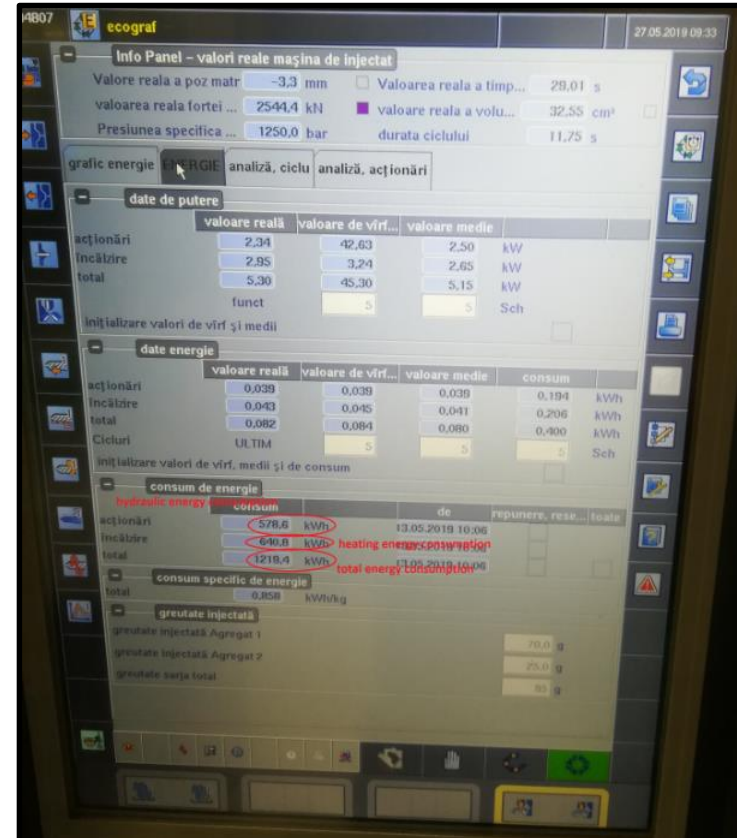 4807
ecograf
27.05.2019 09:33
Info Panel - valori reale maşina de injectat
Valore reala a poz matr -3,3 mm Valoarea reala a timp... 29,01 s
valoarea reala fortei ... 2544,4 kN valoare reala a volu... 32,55 cm³
Presiunea specifica ... 1250,0 bar durata ciclului 11,75 s
grafic energie ENERGIE analiză, ciclu analiză, acţionări
date de putere
valoare reală valoare de vîrf... valoare medie
acţionări 2,34 42,63 2,50 kW
încălzire 2,95 3,24 2,65 kW
total 5,30 45,30 5,15 kW
funct 5 5 Sch
iniţializare valori de vîrf şi medii
date energie
valoare reală valoare de vîrf... valoare medie consum
acţionări 0,039 0,039 0,039 0,194 kWh
încălzire 0,043 0,045 0,041 0,206 kWh
total 0,082 0,084 0,080 0,400 kWh
Cicluri ULTIM 5 5 5 Sch
iniţializare valori de vîrf, medii şi de consum
consum de energie
hydraulic energy
consum de repunere, rese... toate
acţionări 578,6 kWh 13.05.2019 10:06
încălzire 640,8 kWh heating energy consumption
total 1219,4 kWh total energy consumption 13.05.2019 10:06
consum specific de energie
total 0,858 kWh/kg
greutate injectată
greutate injectată Agregat 1 70,0 g
greutate injectată Agregat 2 25,0 g
greutate sarja total g